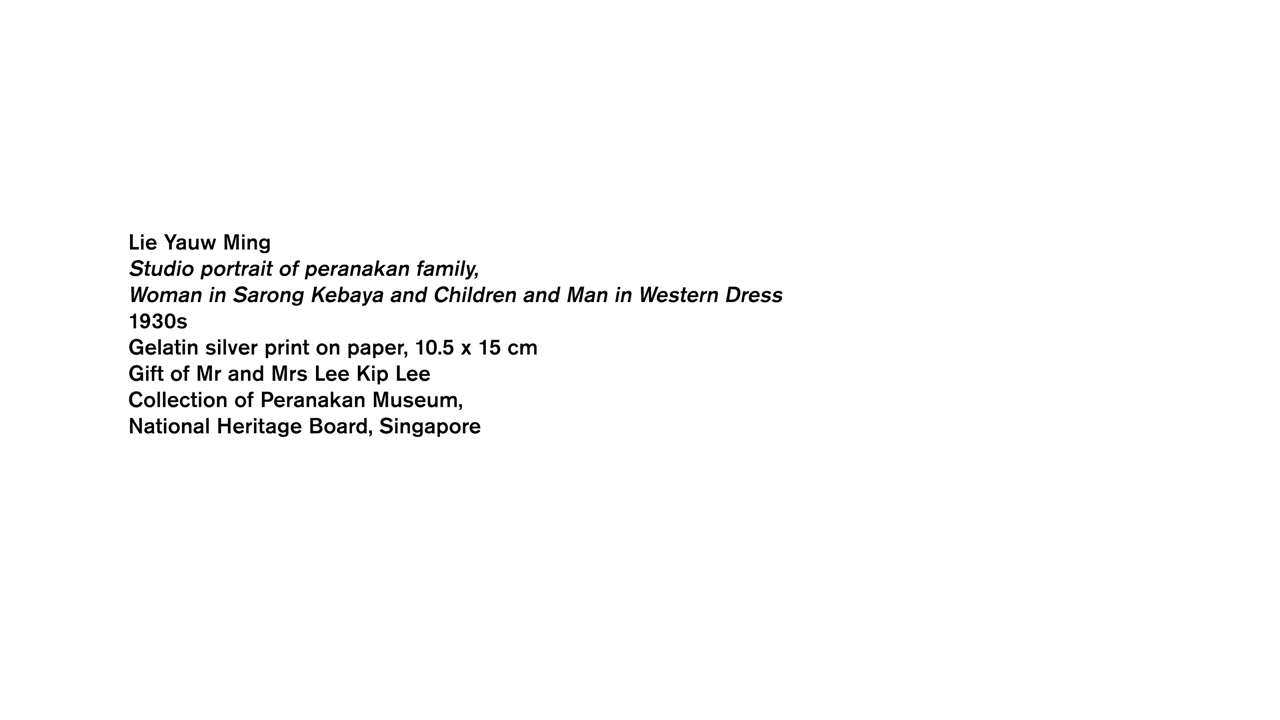 Lie Yauw Ming
Studio portrait of peranakan family,
Woman in Sarong Kebaya and Children and Man in Western Dress
1930s
Gelatin silver print on paper, 10.5 x 15 cm
Gift of Mr and Mrs Lee Kip Lee
Collection of Peranakan Museum,
National Heritage Board, Singapore